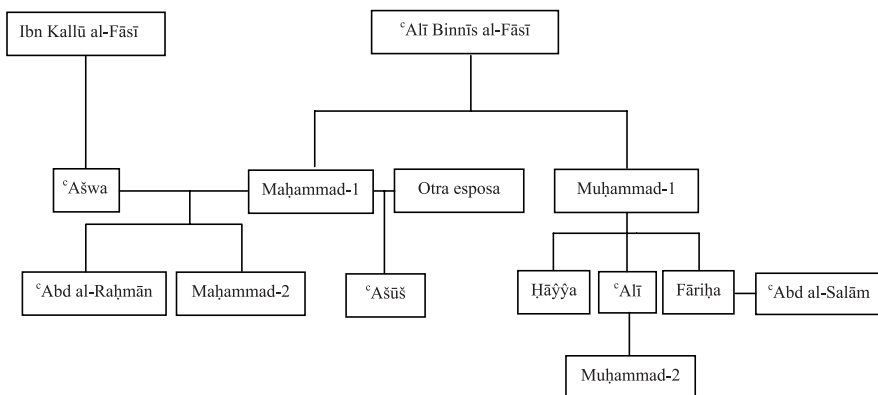 Ibn Kallū al-Fāsī
ᶜAlī Binnīs al-Fāsī
ᶜAšwa
Maḥammad-1
Otra esposa
Muḥammad-1
ᶜAbd al-Raḥmān
Maḥammad-2
ᶜAšūš
Ḥāŷŷa
ᶜAlī
Fāriḥa
ᶜAbd al-Salām
Muḥammad-2